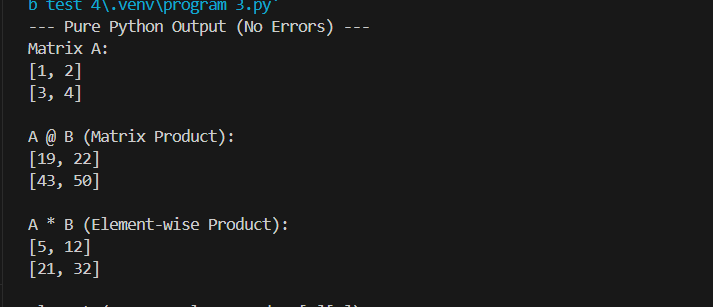 b test 4\.venv\program 3.py'
--- Pure Python Output (No Errors) ---
Matrix A:
[1, 2]
[3, 4]
A @ B (Matrix Product):
[19, 22]
[43, 50]
A * B (Element-wise Product):
[5, 12]
[21, 32]